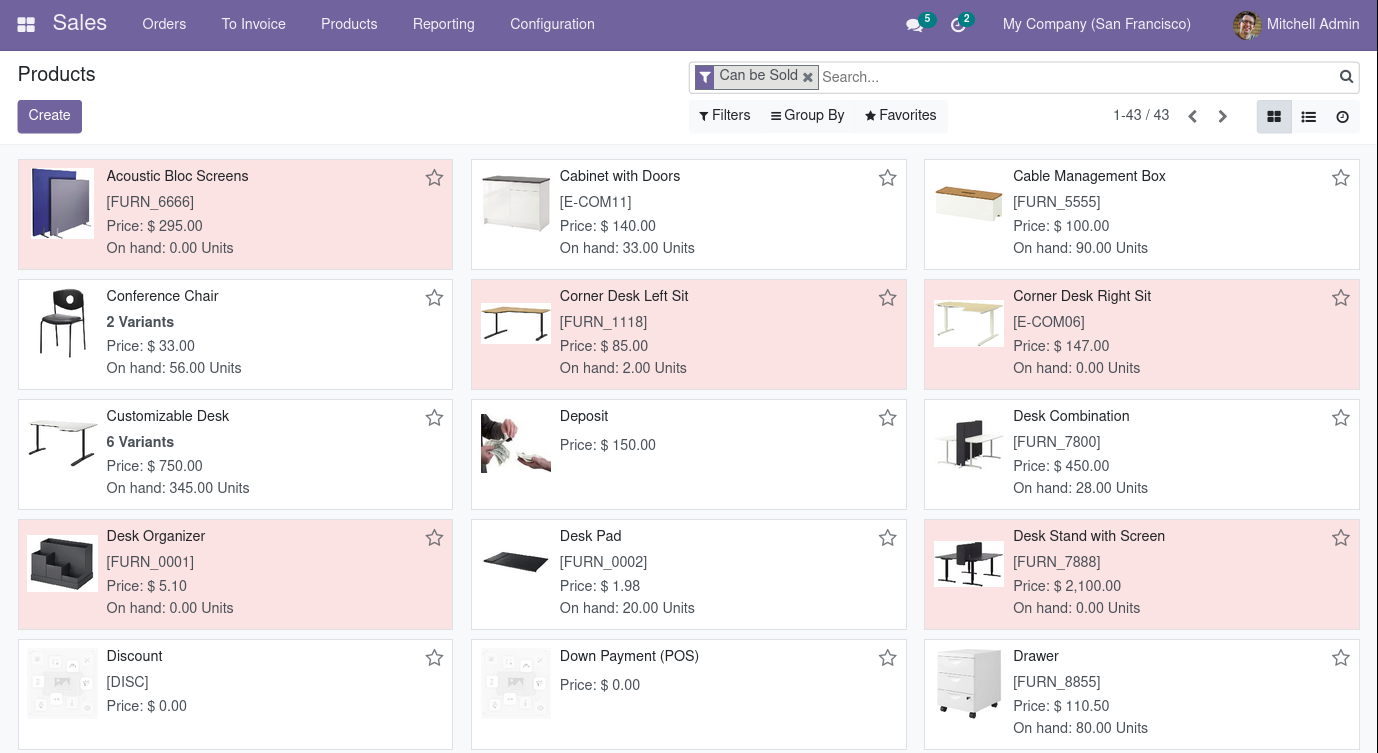 Sales Orders To Invoice Products Reporting Configuration 5 2 My Company (San Francisco) Mitchell Admin
Products
Can be Sold Search...
Create
Filters Group By Favorites 1-43 / 43
Acoustic Bloc Screens
[FURN_6666]
Price: $ 295.00
On hand: 0.00 Units
Cabinet with Doors
[E-COM11]
Price: $ 140.00
On hand: 33.00 Units
Cable Management Box
[FURN_5555]
Price: $ 100.00
On hand: 90.00 Units
Conference Chair
2 Variants
Price: $ 33.00
On hand: 56.00 Units
Corner Desk Left Sit
[FURN_1118]
Price: $ 85.00
On hand: 2.00 Units
Corner Desk Right Sit
[E-COM06]
Price: $ 147.00
On hand: 0.00 Units
Customizable Desk
6 Variants
Price: $ 750.00
On hand: 345.00 Units
Deposit
Price: $ 150.00
Desk Combination
[FURN_7800]
Price: $ 450.00
On hand: 28.00 Units
Desk Organizer
[FURN_0001]
Price: $ 5.10
On hand: 0.00 Units
Desk Pad
[FURN_0002]
Price: $ 1.98
On hand: 20.00 Units
Desk Stand with Screen
[FURN_7888]
Price: $ 2,100.00
On hand: 0.00 Units
Discount
[DISC]
Price: $ 0.00
Down Payment (POS)
Price: $ 0.00
Drawer
[FURN_8855]
Price: $ 110.50
On hand: 80.00 Units